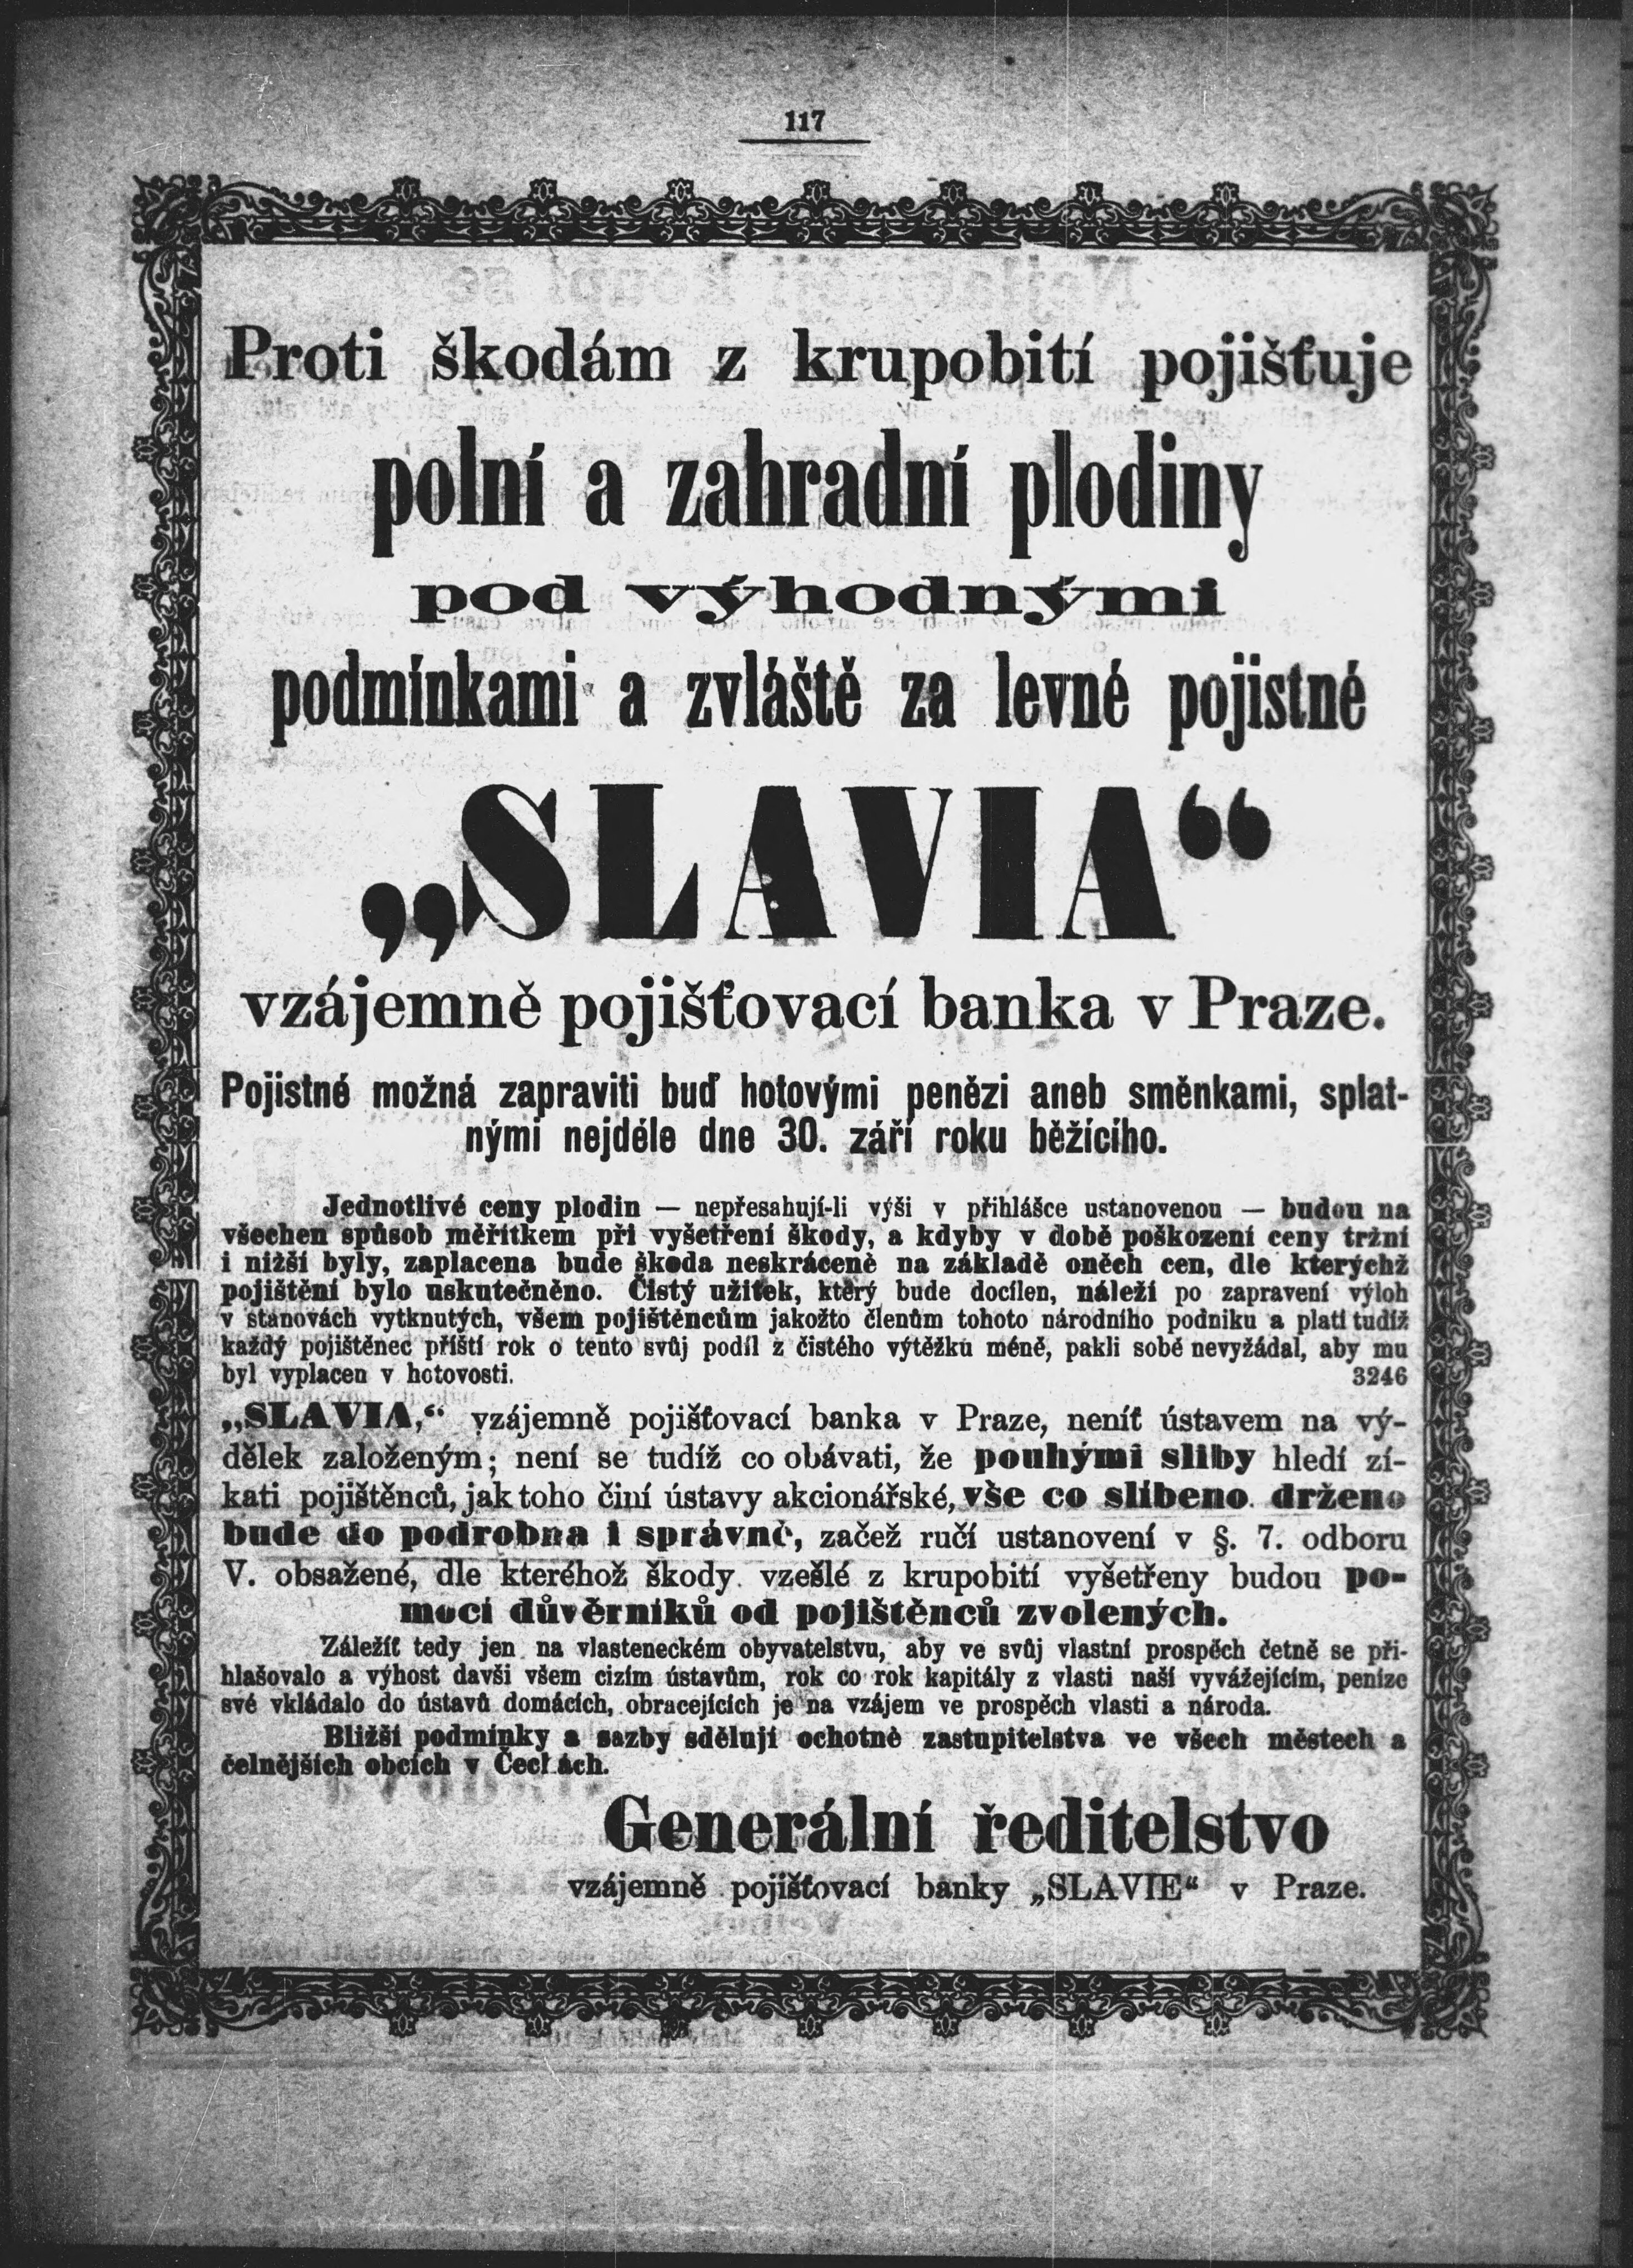 117
Proti škodám z krupobití pojišťuje
polní a zahradní plodiny
pod výhodnými
podmínkami a zvláště za levné pojistné
„SLAVIA“
vzájemně pojišťovací banka v Praze.
Pojistné možná zapraviti buď hotovými penězi aneb směnkami, splat-
nými nejdéle dne 30. září roku běžícího.
Jednotlivé ceny plodin — nepřesahují-li výši v přihlášce ustanovenou — budou na
všechen spůsob měřítkem při vyšetření škody, a kdyby v době poškození ceny tržní
i nižší byly, zaplacena bude škoda neskráceně na základě oněch cen, dle kterýchž
pojištění bylo uskutečněno. Čistý užitek, který bude docílen, náleží po zapravení výloh
v stanovách vytknutých, všem pojištěncům jakožto členům tohoto národního podniku a platí tudíž
každý pojištěnec příští rok o tento svůj podíl z čistého výtěžku méně, pakli sobě nevyžádal, aby mu
byl vyplacen v hotovosti. 3246
„SLAVIA,“ vzájemně pojišťovací banka v Praze, neníť ústavem na vý-
dělek založeným; není se tudíž co obávati, že pouhými sliby hledí zí-
kati pojištěnců, jak toho činí ústavy akcionářské, vše co slíbeno drženo
bude do podrobna i správně, začež ručí ustanovení v §. 7. odboru
V. obsažené, dle kteréhož škody vzešlé z krupobití vyšetřeny budou po-
mocí důvěrníků od pojištěnců zvolených.
Záležíť tedy jen na vlasteneckém obyvatelstvu, aby ve svůj vlastní prospěch četně se při-
hlašovalo a výhost davši všem cizím ústavům, rok co rok kapitály z vlasti naší vyvážejícím, peníze
své vkládalo do ústavů domácích, obracejících je na vzájem ve prospěch vlasti a národa.
Bližší podmínky a sazby sdělují ochotně zastupitelstva ve všech městech a
čelnějších obcích v Čechách.
Generální ředitelstvo
vzájemně pojišťovací banky „SLAVIE“ v Praze.